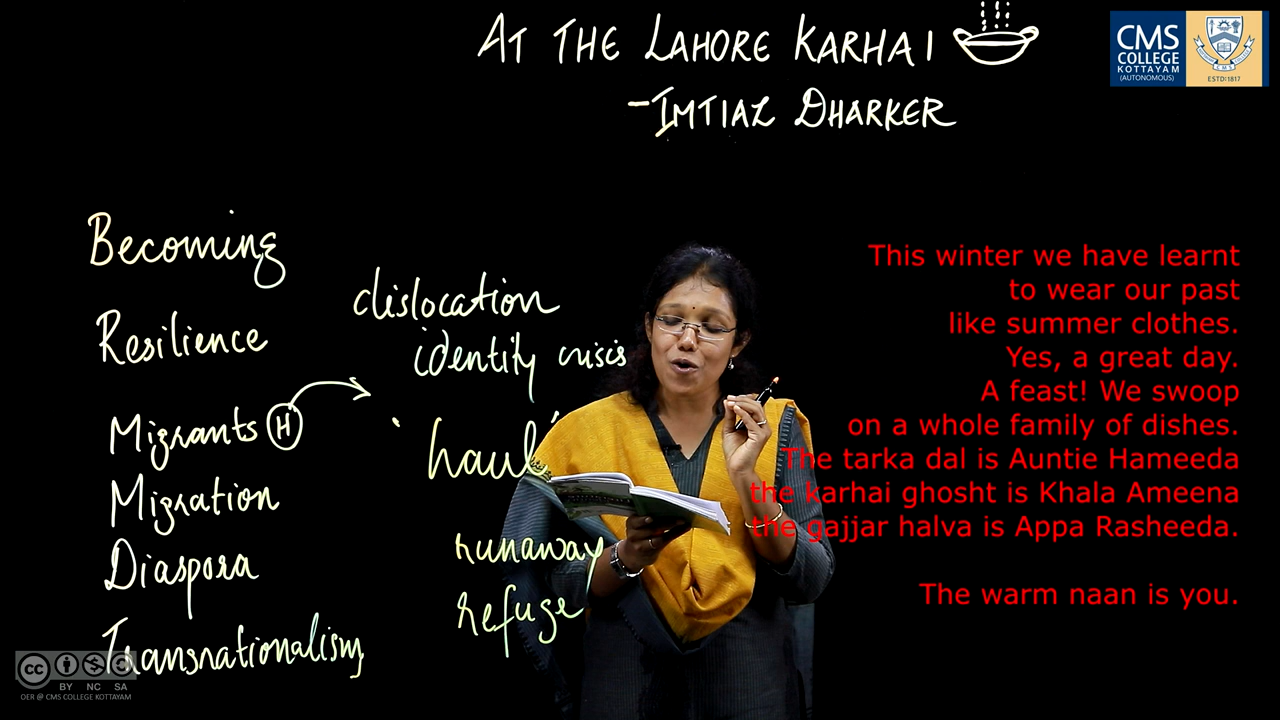 AT THE LAHORE KARHAI
- IMTIAZ DHARKER
CMS
COLLEGE
KOTTAYAM
(AUTONOMOUS)
ESTD:1817
Becoming
Resilience
Migrants H
Migration
Diaspora
Transnationalism
dislocation
identity crisis
'haul'
runaway
refuge
This winter we have learnt
to wear our past
like summer clothes.
Yes, a great day.
A feast! We swoop
on a whole family of dishes.
The tarka dal is Auntie Hameeda
the karhai ghosht is Khala Ameena
the gajjar halva is Appa Rasheeda.
The warm naan is you.
cc
BY NC SA
OER @ CMS COLLEGE KOTTAYAM